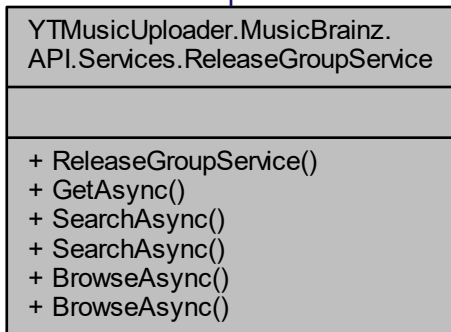 YTMusicUploader.MusicBrainz.
API.Services.ReleaseGroupService
+ ReleaseGroupService()
+ GetAsync()
+ SearchAsync()
+ SearchAsync()
+ BrowseAsync()
+ BrowseAsync()